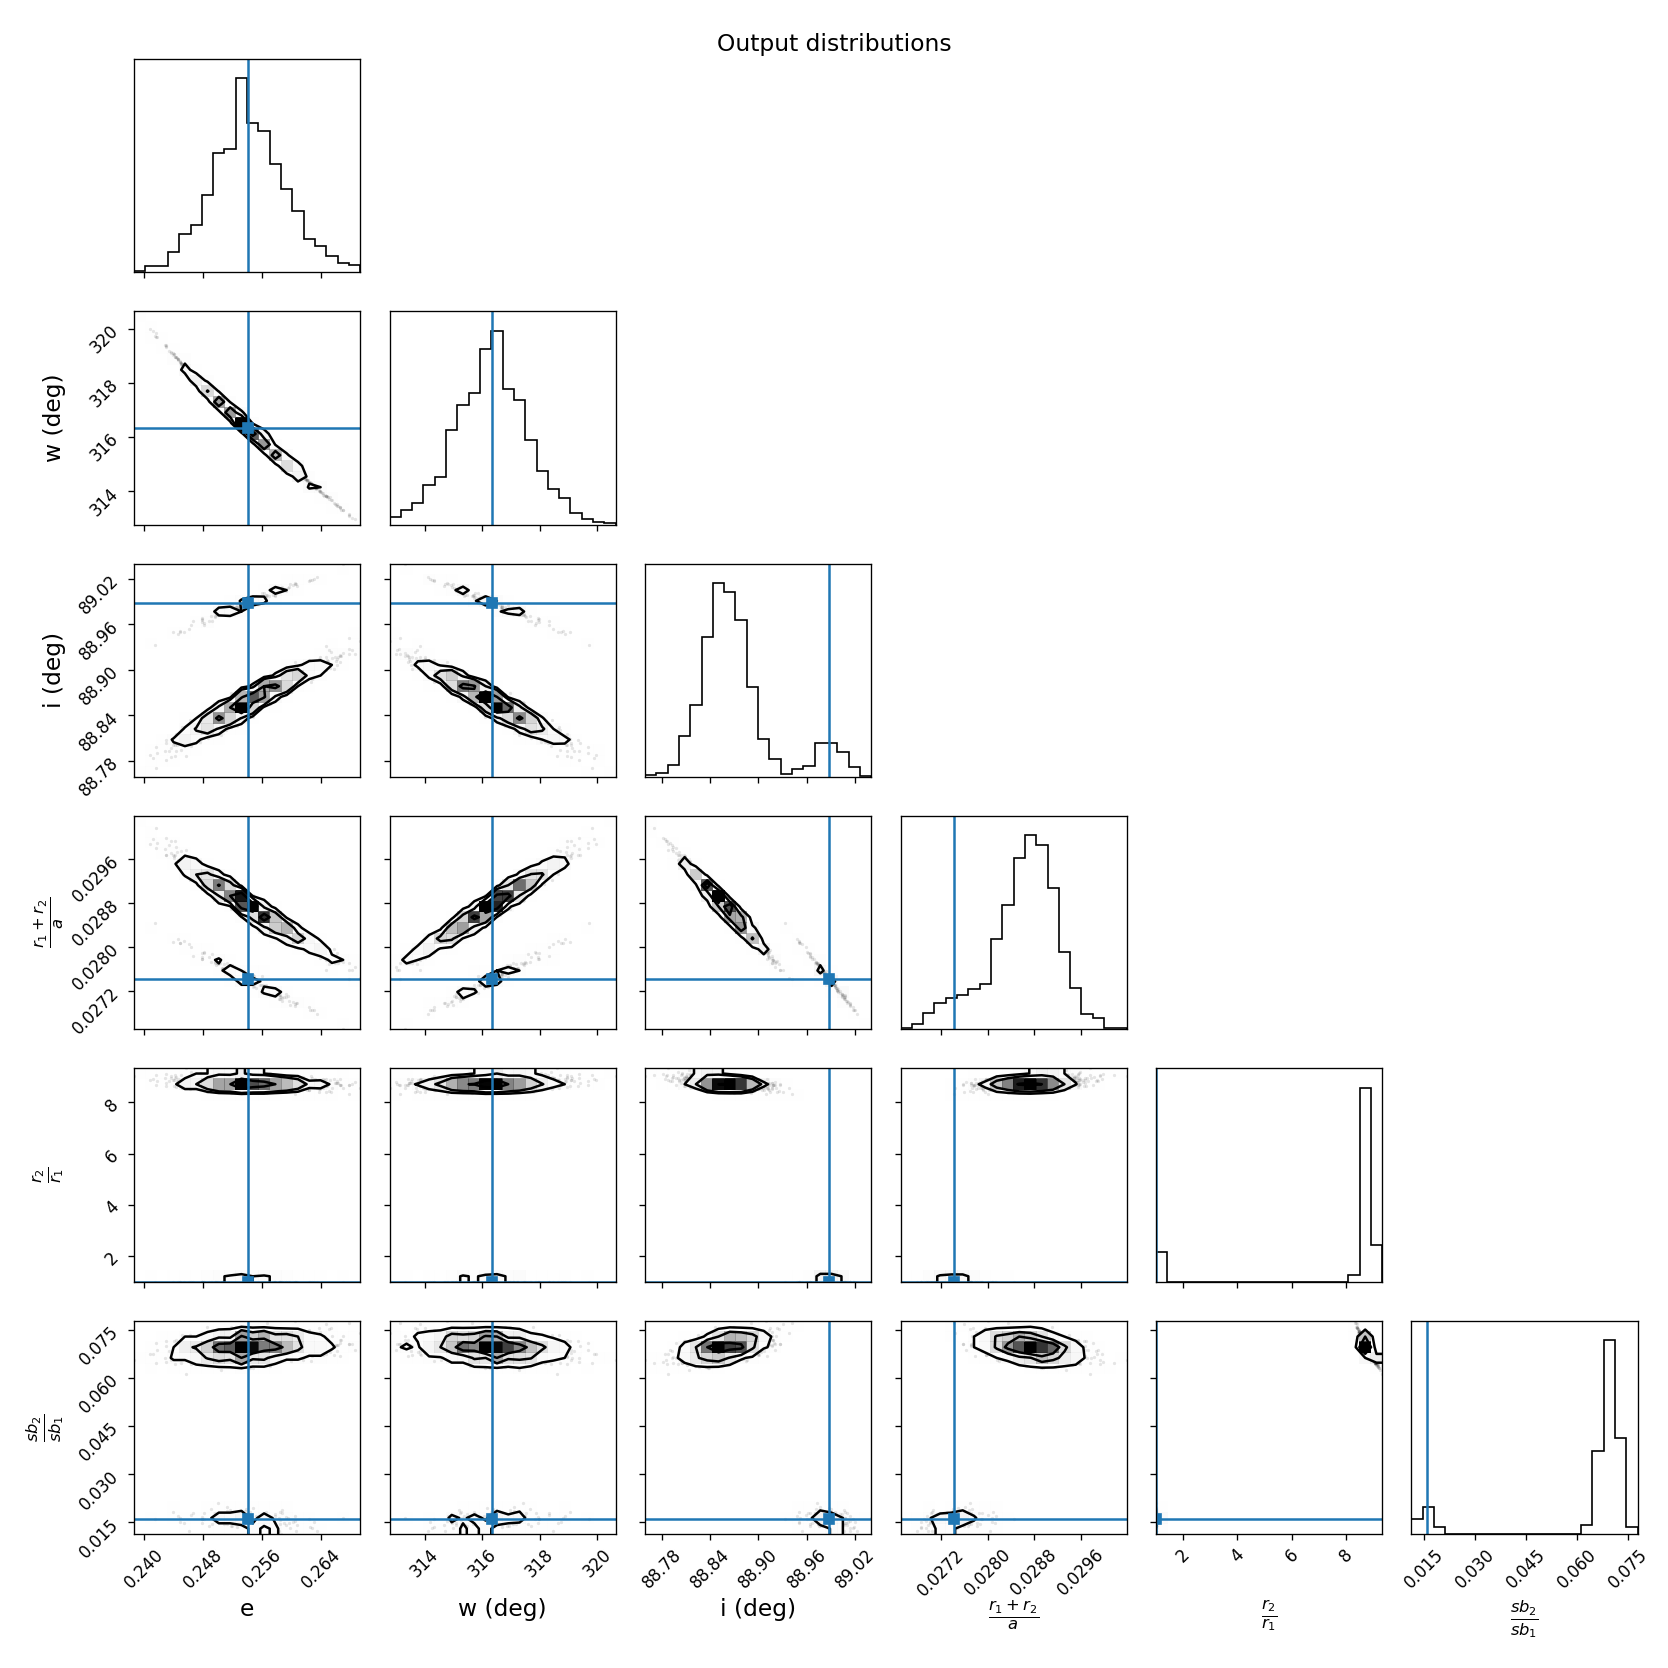 Output distributions
w (deg)
320
318
316
314
i (deg)
89.02
88.96
88.90
88.84
88.78
r₁ + r₂
a
0.0296
0.0288
0.0280
0.0272
r₂
r₁
8
6
4
2
sb₂
sb₁
0.075
0.060
0.045
0.030
0.015
0.240 0.248 0.256 0.264
314 316 318 320
88.78 88.84 88.90 88.96 89.02
0.0272 0.0280 0.0288 0.0296
2 4 6 8
0.015 0.030 0.045 0.060 0.075
e
w (deg)
i (deg)
r₁ + r₂
a
r₂
r₁
sb₂
sb₁